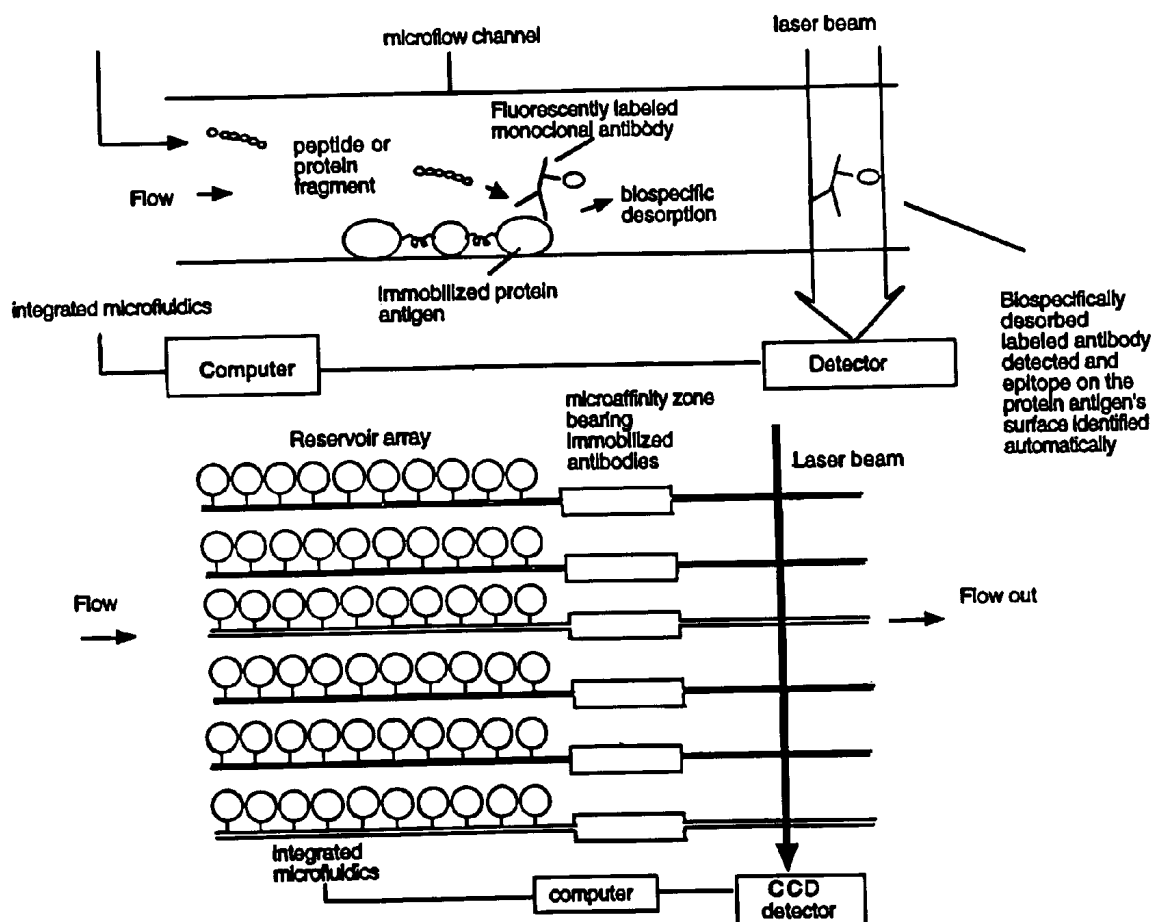 laser beam
microflow channel
Fluorescently labeled
monoclonal antibody
peptide or
protein
fragment
Flow
biospecific
desorption
Immobilized protein
antigen
integrated microfluidics
Computer
Detector
Biospecifically
desorbed
labeled antibody
detected and
epitope on the
protein antigen's
surface identified
automatically
microaffinity zone
bearing
immobilized
antibodies
Reservoir array
Laser beam
Flow
Flow out
Integrated
microfluidics
computer
CCD
detector